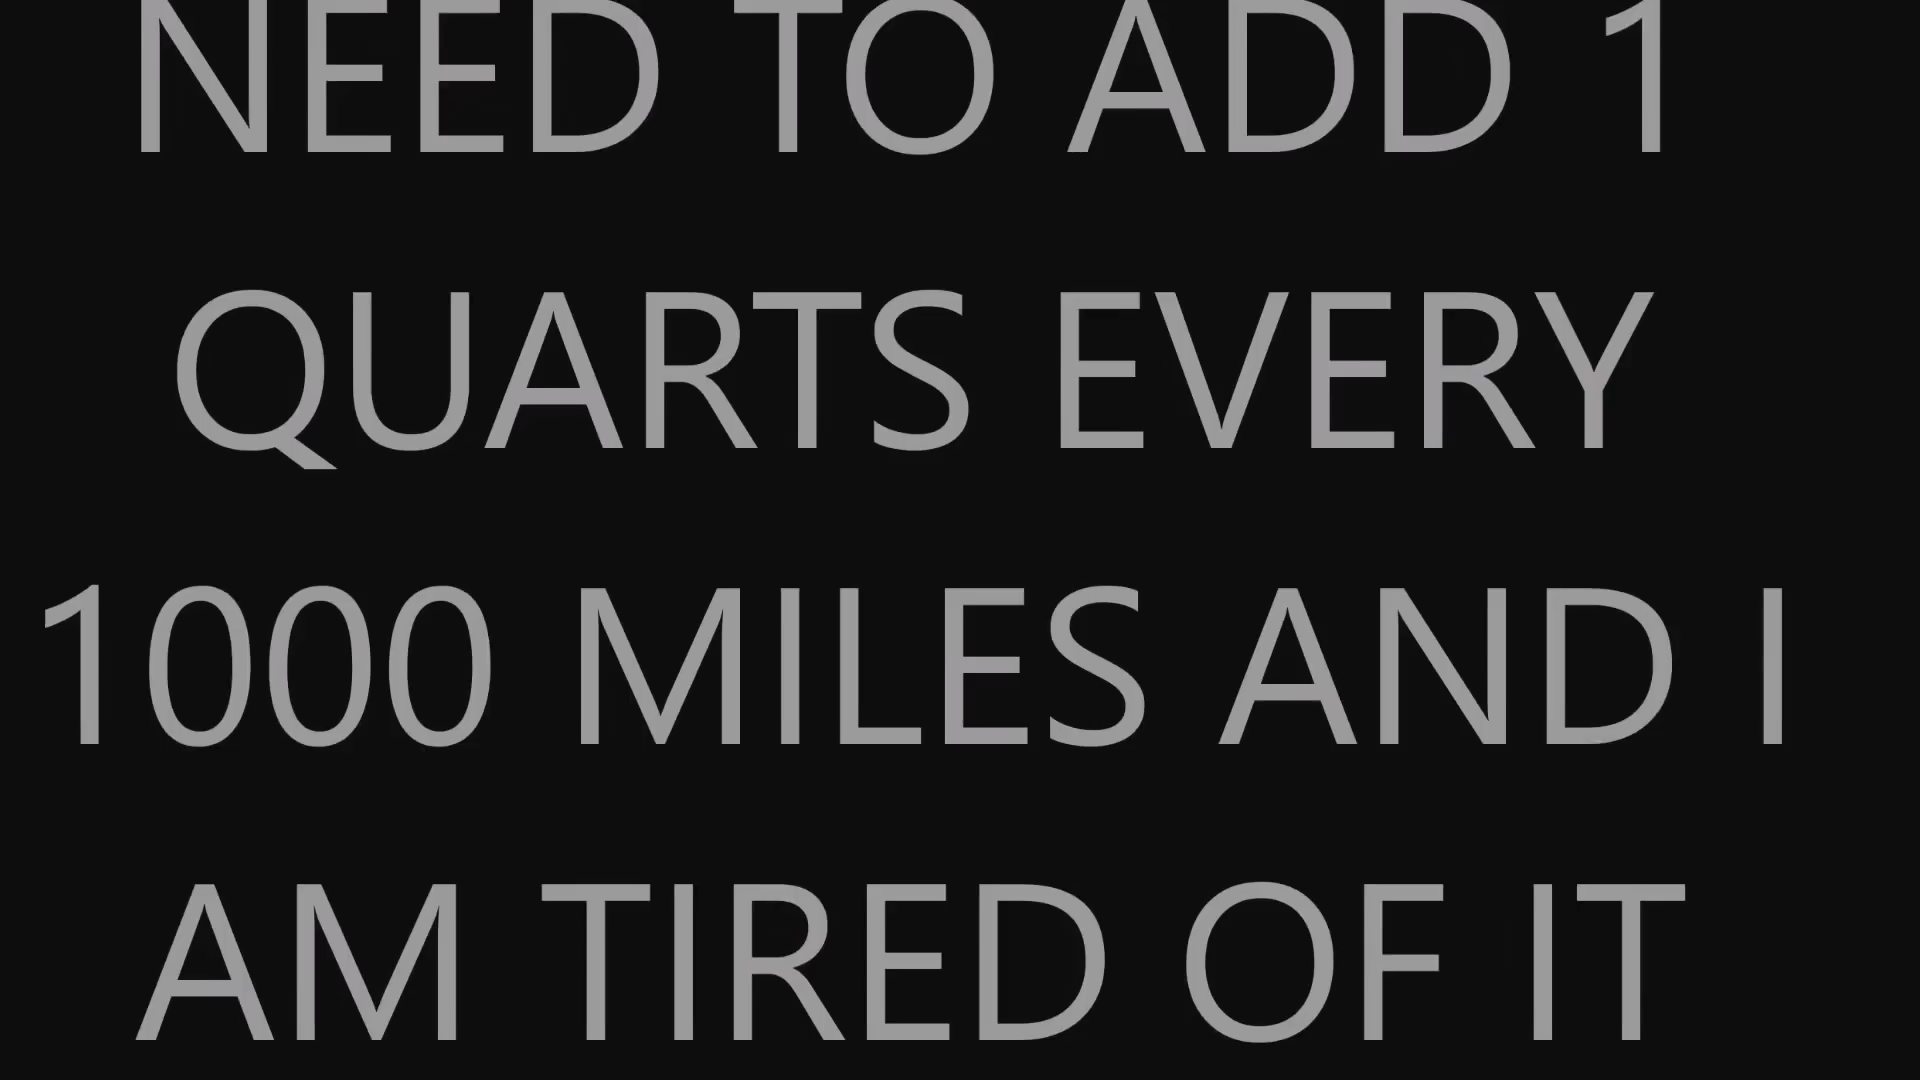 NEED TO ADD 1
QUARTS EVERY
1000 MILES AND I
AM TIRED OF IT